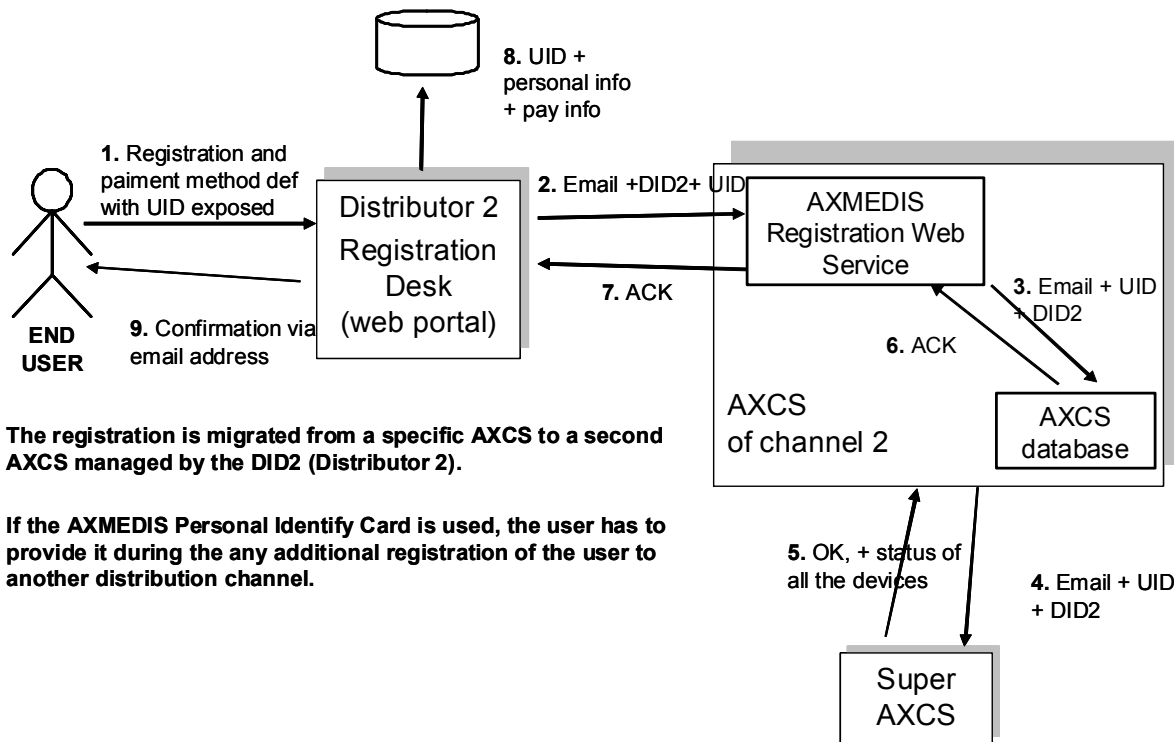 8. UID +
personal info
+ pay info
1. Registration and
paiment method def
with UID exposed
END
USER
Distributor 2
Registration
Desk
(web portal)
2. Email +DID2+ UID
7. ACK
9. Confirmation via
email address
AXMEDIS
Registration Web
Service
3. Email + UID
+ DID2
6. ACK
AXCS
of channel 2
AXCS
database
The registration is migrated from a specific AXCS to a second
AXCS managed by the DID2 (Distributor 2).
If the AXMEDIS Personal Identify Card is used, the user has to
provide it during the any additional registration of the user to
another distribution channel.
5. OK, + status of
all the devices
4. Email + UID
+ DID2
Super
AXCS